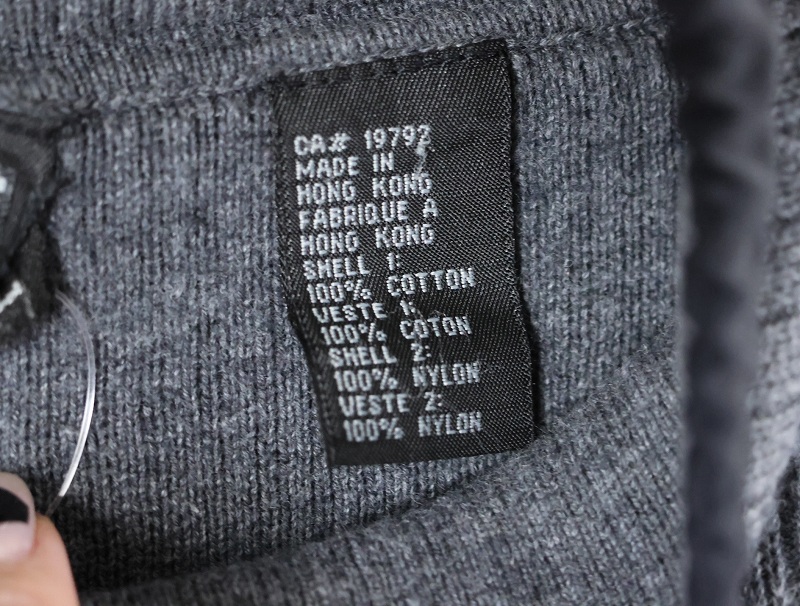 CA# 19792
MADE IN
HONG KONG
FABRIQUE A
HONG KONG
SHELL 1:
100% COTTON
VESTE 1:
100% COTON
SHELL 2:
100% NYLON
VESTE 2:
100% NYLON